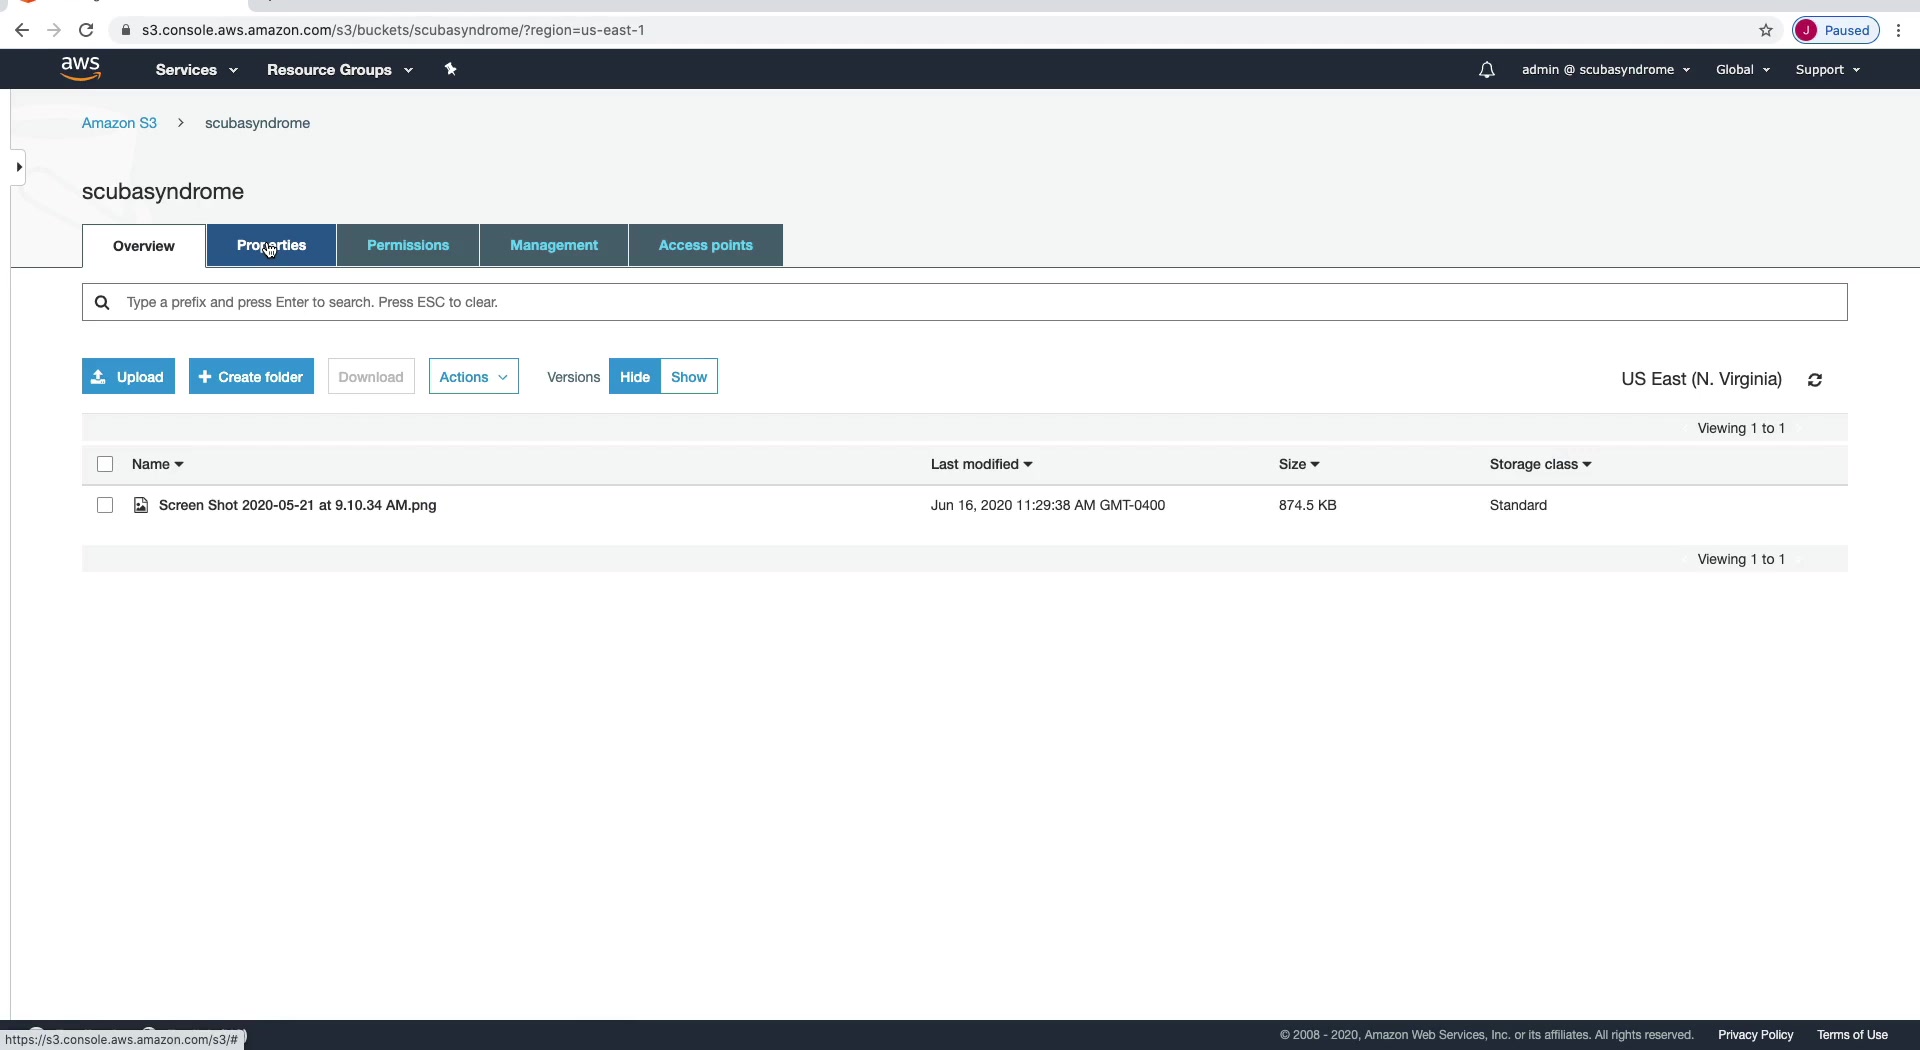 s3.console.aws.amazon.com/s3/buckets/scubasyndrome/?region=us-east-1
J Paused
aws Services Resource Groups admin @ scubasyndrome Global Support
Amazon S3 > scubasyndrome
scubasyndrome
Overview Properties Permissions Management Access points
Type a prefix and press Enter to search. Press ESC to clear.
Upload + Create folder Download Actions Versions Hide Show US East (N. Virginia)
Viewing 1 to 1
Name Last modified Size Storage class
Screen Shot 2020-05-21 at 9.10.34 AM.png Jun 16, 2020 11:29:38 AM GMT-0400 874.5 KB Standard
Viewing 1 to 1
https://s3.console.aws.amazon.com/s3/#
© 2008 - 2020, Amazon Web Services, Inc. or its affiliates. All rights reserved. Privacy Policy Terms of Use